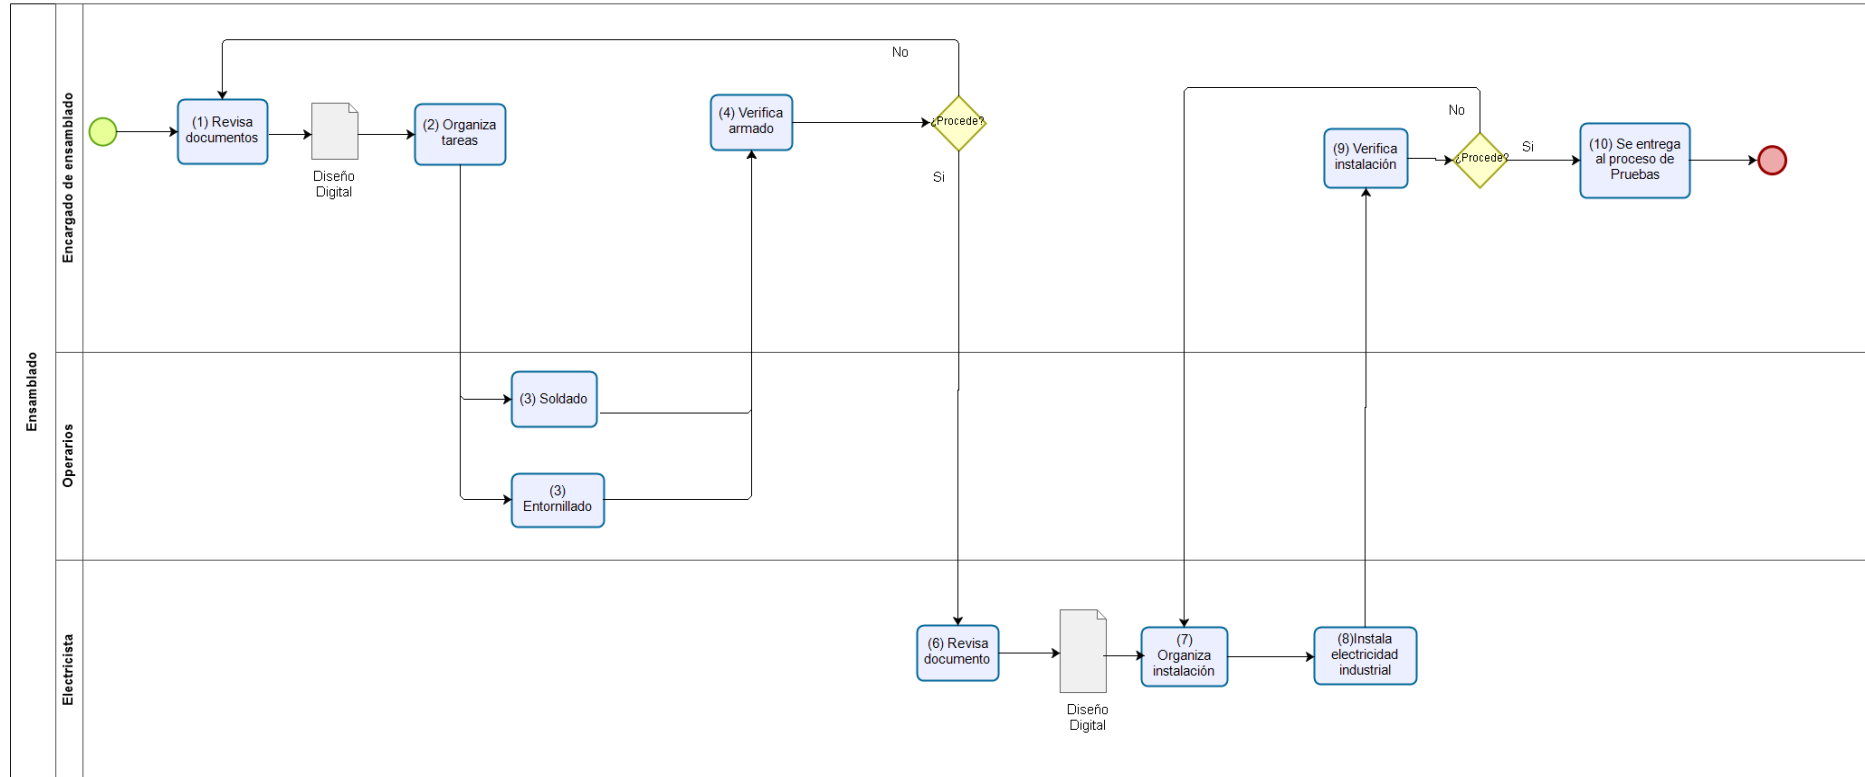 Ensamblado
Encargado de ensamblado
(1) Revisa
documentos
Diseño
Digital
(2) Organiza
tareas
(4) Verifica
armado
¿Procede?
No
Si
(9) Verifica
instalación
¿Procede?
No
Si
(10) Se entrega
al proceso de
Pruebas
Operarios
(3) Soldado
(3)
Entornillado
Electricista
(6) Revisa
documento
Diseño
Digital
(7)
Organiza
instalación
(8)Instala
electricidad
industrial